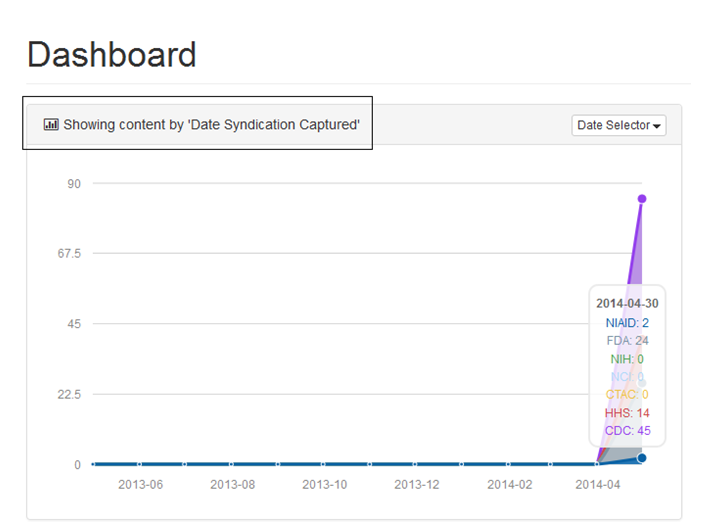 Dashboard
Showing content by 'Date Syndication Captured'
Date Selector
90
67.5
45
22.5
0
2014-04-30
NIAID: 2
FDA: 24
NIH: 0
NCI: 0
CTAC: 0
HHS: 14
CDC: 45
2013-06 2013-08 2013-10 2013-12 2014-02 2014-04